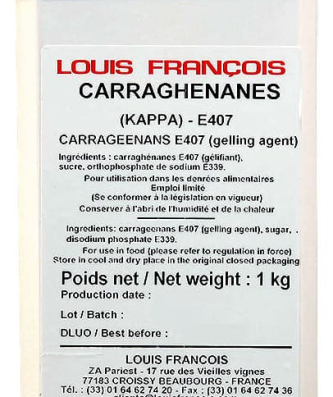 LOUIS FRANÇOIS
CARRAGHENANES
(KAPPA) - E407
CARRAGEENANS E407 (gelling agent)
Ingrédients : carraghénanes E407 (gélifiant),
sucre, orthophosphate de sodium E339.
Pour utilisation dans les denrées alimentaires
Emploi limité
(Se conformer à la législation en vigueur)
Conserver à l'abri de l'humidité et de la chaleur
Ingredients: carrageenans E407 (gelling agent), sugar, .
disodium phosphate E339.
For use in food (please refer to regulation in force)
Store in cool and dry place in the original closed packaging
Poids net / Net weight : 1 kg
Production date :
Lot / Batch :
DLUO / Best before :
LOUIS FRANCOIS
ZA Pariest - 17 rue des Vieilles vignes
77183 CROISSY BEAUBOURG - FRANCE
Tél. : (33) 01 64 62 74 20 - Fax : (33) 01 64 62 74 36